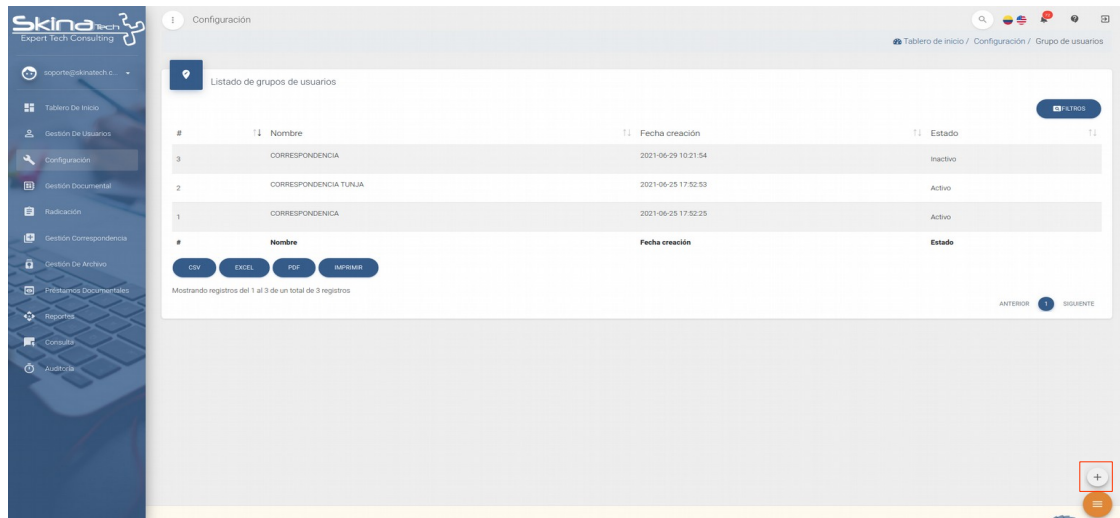 Skina Tech
Expert Tech Consulting
Configuración
Tablero de inicio / Configuración / Grupo de usuarios
soporte@skinatech.c...
Tablero De Inicio
Gestión De Usuarios
Configuración
Gestión Documental
Radicación
Gestión Correspondencia
Gestión De Archivo
Préstamos Documentales
Reportes
Consulta
Auditoria
Listado de grupos de usuarios
FILTROS
# Nombre Fecha creación Estado
3 CORRESPONDENCIA 2021-06-29 10:21:54 Inactivo
2 CORRESPONDENCIA TUNJA 2021-06-25 17:52:53 Activo
1 CORRESPONDENICA 2021-06-25 17:52:25 Activo
# Nombre Fecha creación Estado
CSV EXCEL PDF IMPRIMIR
Mostrando registros del 1 al 3 de un total de 3 registros
ANTERIOR 1 SIGUIENTE